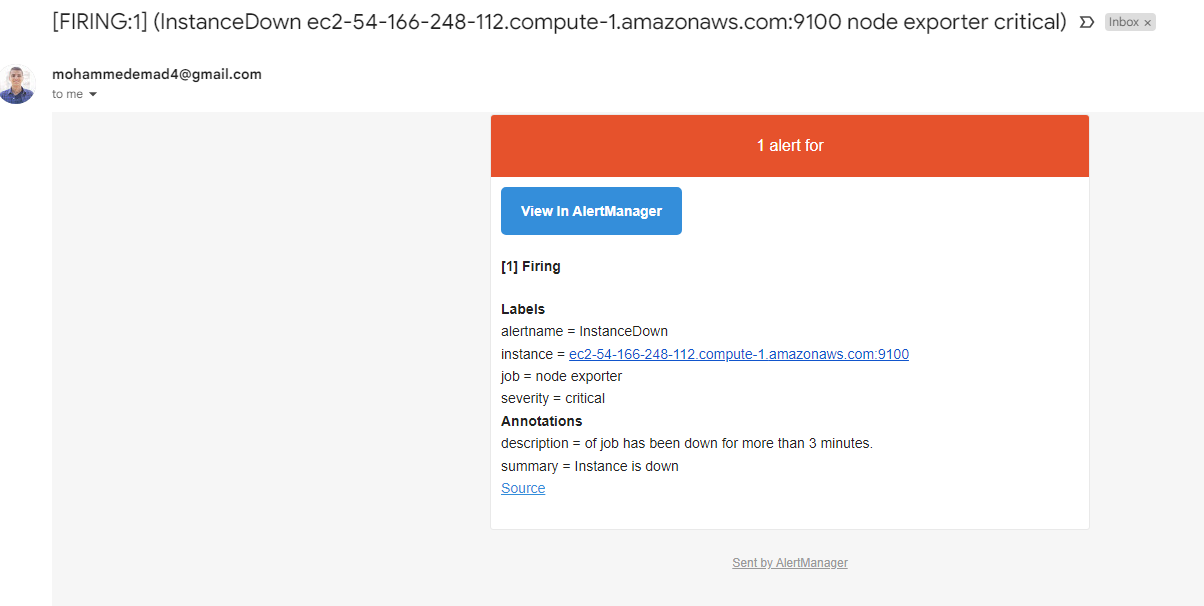 [FIRING:1] (InstanceDown ec2-54-166-248-112.compute-1.amazonaws.com:9100 node exporter critical) Inbox ×
mohammedemad4@gmail.com
to me
1 alert for
View In AlertManager
[1] Firing
Labels
alertname = InstanceDown
instance = ec2-54-166-248-112.compute-1.amazonaws.com:9100
job = node exporter
severity = critical
Annotations
description = of job has been down for more than 3 minutes.
summary = Instance is down
Source
Sent by AlertManager